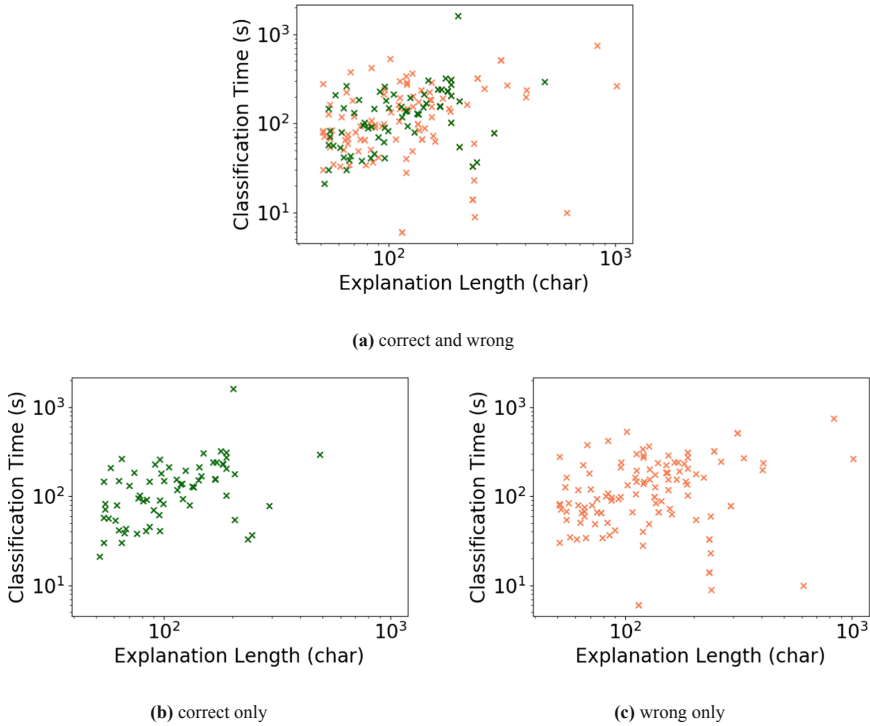 Classification Time (s)
10³
10²
10¹
10² 10³
Explanation Length (char)
(a) correct and wrong
Classification Time (s)
10³
10²
10¹
10² 10³
Explanation Length (char)
(b) correct only
Classification Time (s)
10³
10²
10¹
10² 10³
Explanation Length (char)
(c) wrong only